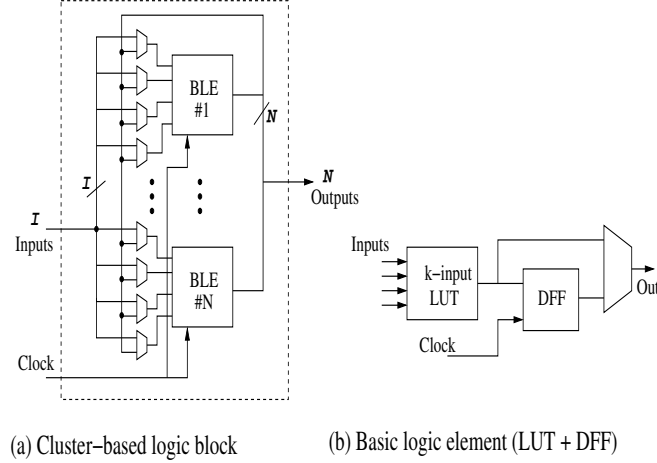 BLE
#1
N
I
N
Outputs
I
Inputs
BLE
#N
Clock
Inputs
k-input
LUT
DFF
Out
Clock
(a) Cluster-based logic block
(b) Basic logic element (LUT + DFF)